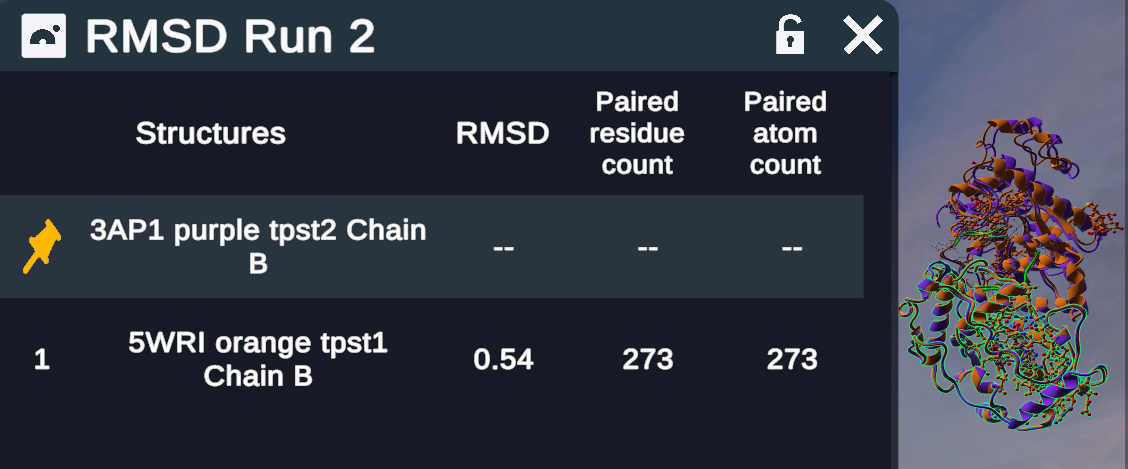 RMSD Run 2
Structures
RMSD
Paired
residue
count
Paired
atom
count
3AP1 purple tpst2 Chain
B
--
--
--
1
5WRI orange tpst1
Chain B
0.54
273
273